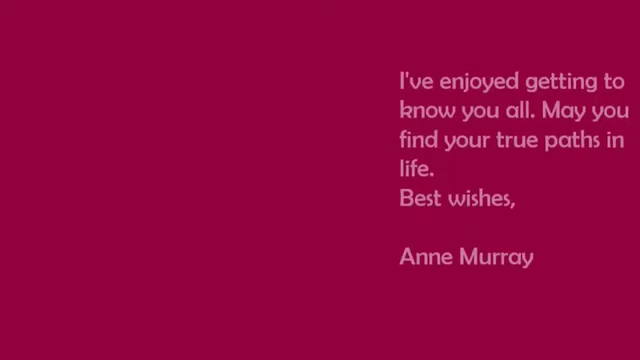 I've enjoyed getting to
know you all. May you
find your true paths in
life.
Best wishes,
Anne Murray